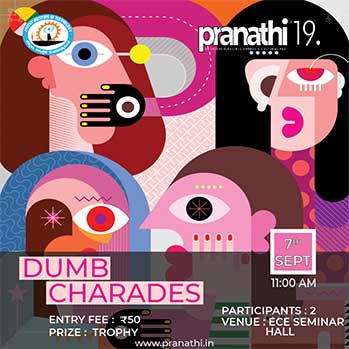 pranathi'19.
7TH
SEPT
11:00 AM
DUMB
CHARADES
ENTRY FEE : ₹50
PRIZE : TROPHY
PARTICIPANTS : 2
VENUE : ECE SEMINAR
HALL
www.pranathi.in